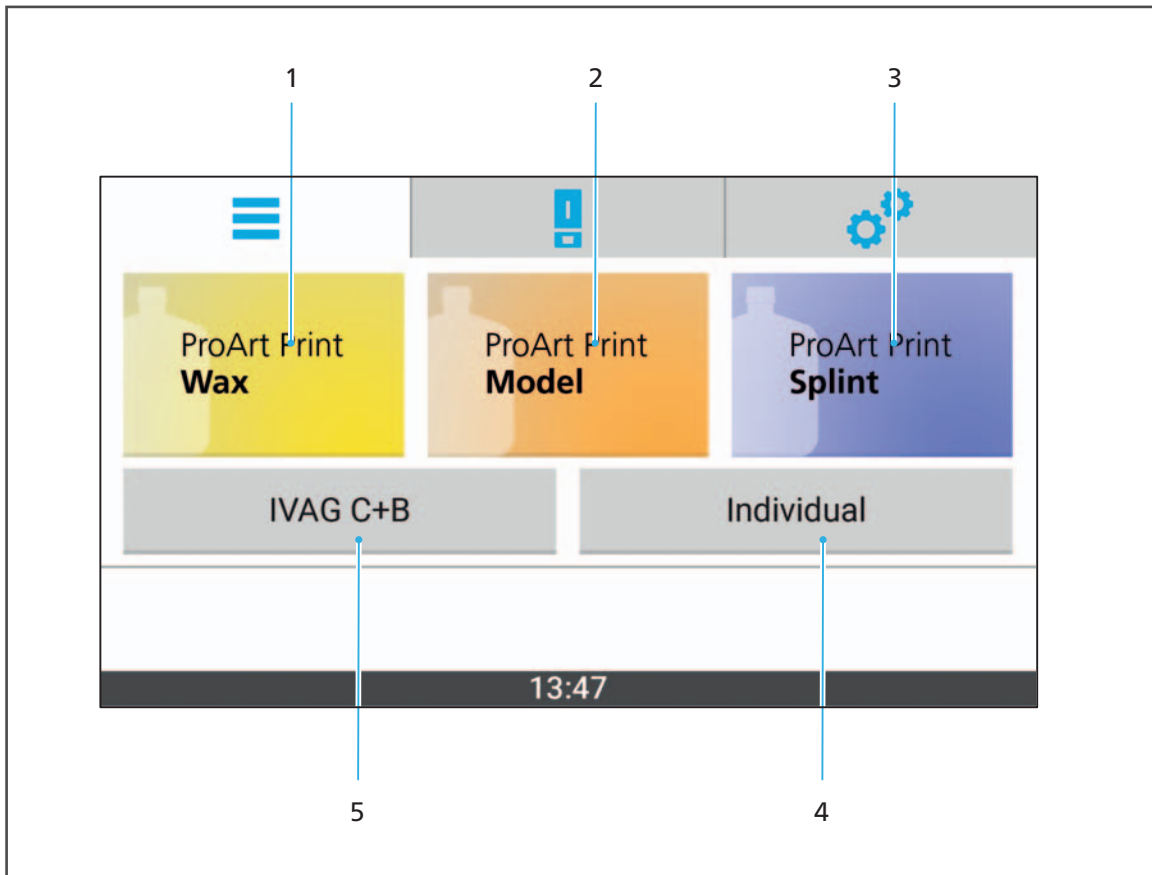 1 2 3
ProArt Print
Wax
ProArt Print
Model
ProArt Print
Splint
IVAG C+B
Individual
13:47
5 4